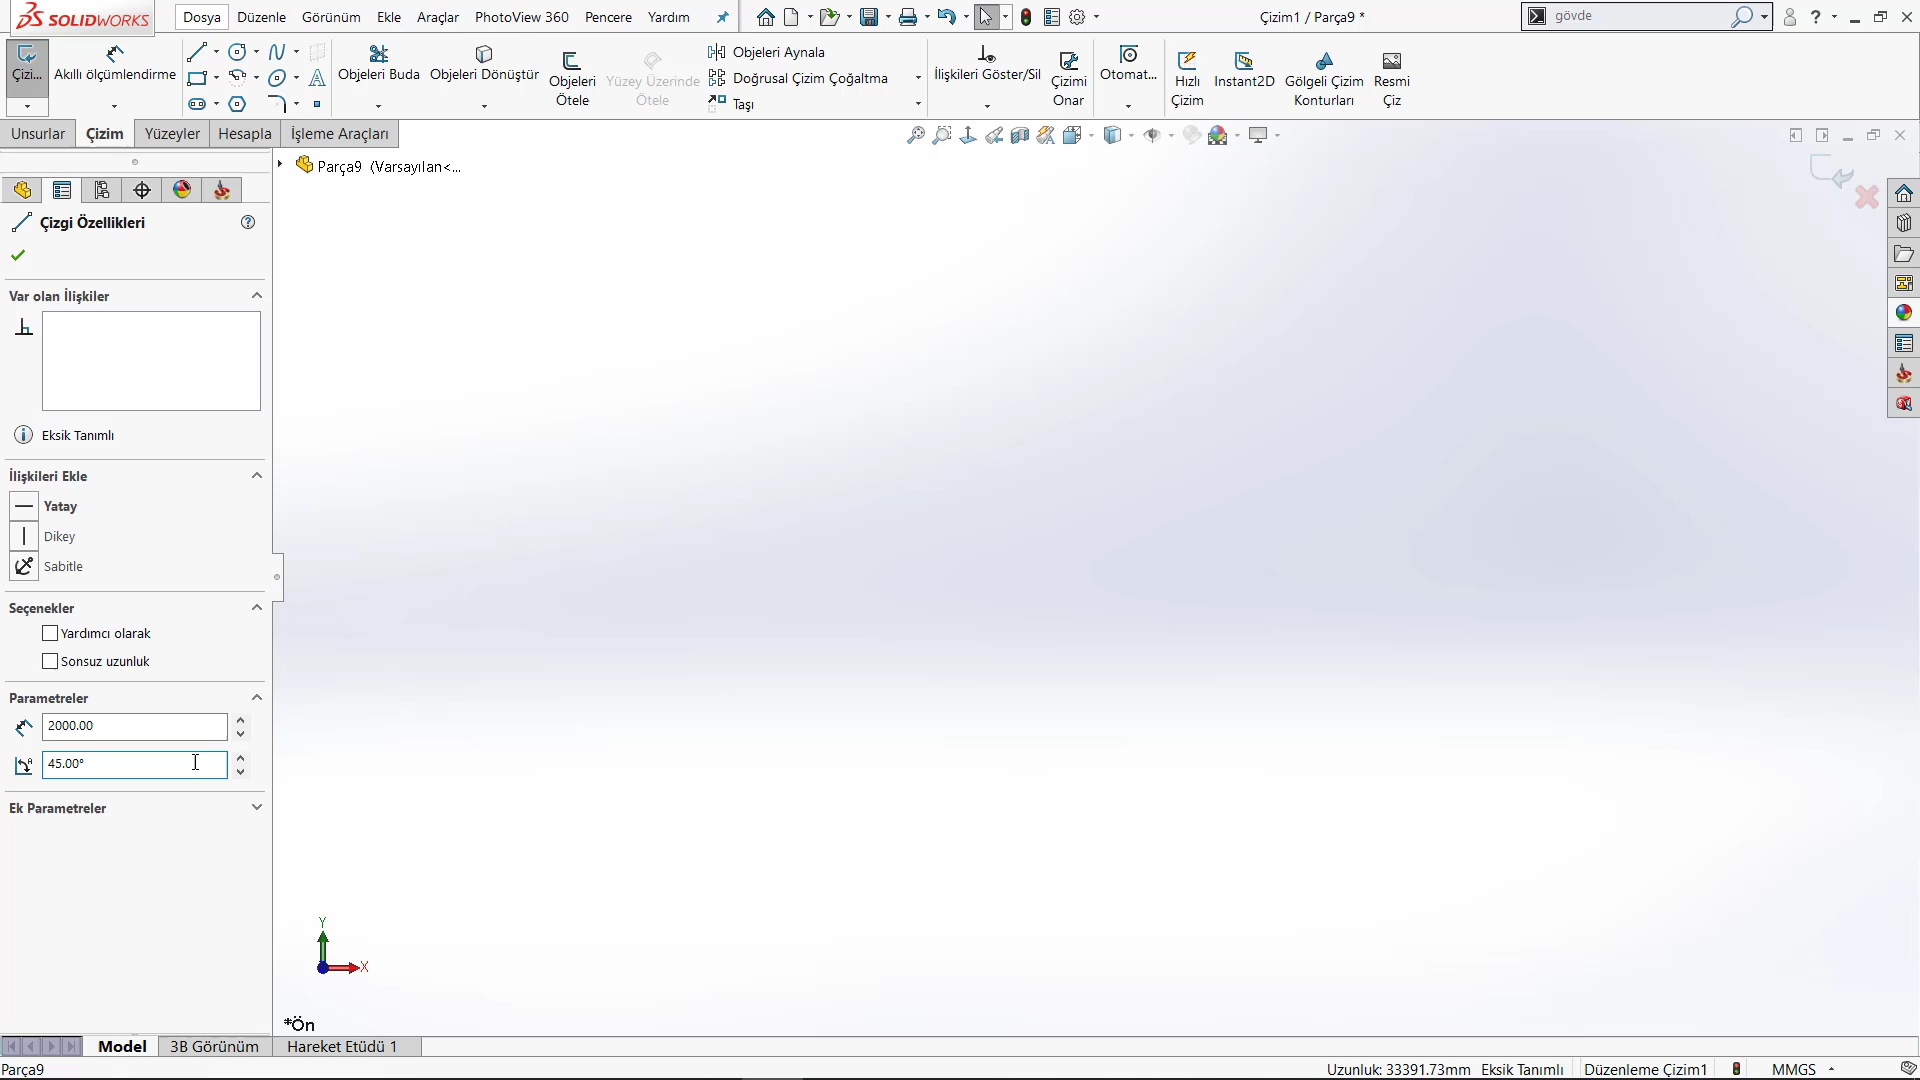 SOLIDWORKS
Dosya
Düzenle
Görünüm
Ekle
Araçlar
PhotoView 360
Pencere
Yardım
Çizim1 / Parça9 *
gövde
Çizi...
Akıllı ölçümlendirme
Objeleri Buda
Objeleri Dönüştür
Objeleri
Ötele
Yüzey Üzerinde
Ötele
Objeleri Aynala
Doğrusal Çizim Çoğaltma
Taşı
İlişkileri Göster/Sil
Çizimi
Onar
Otomat...
Hızlı
Çizim
Instant2D
Gölgeli Çizim
Konturları
Resmi
Çiz
Unsurlar
Çizim
Yüzeyler
Hesapla
İşleme Araçları
Parça9 (Varsayılan<...
Çizgi Özellikleri
Var olan İlişkiler
Eksik Tanımlı
İlişkileri Ekle
Yatay
Dikey
Sabitle
Seçenekler
Yardımcı olarak
Sonsuz uzunluk
Parametreler
2000.00
45.00°
Ek Parametreler
Y
X
*Ön
Model
3B Görünüm
Hareket Etüdü 1
Parça9
Uzunluk: 33391.73mm
Eksik Tanımlı
Düzenleme Çizim1
MMGS